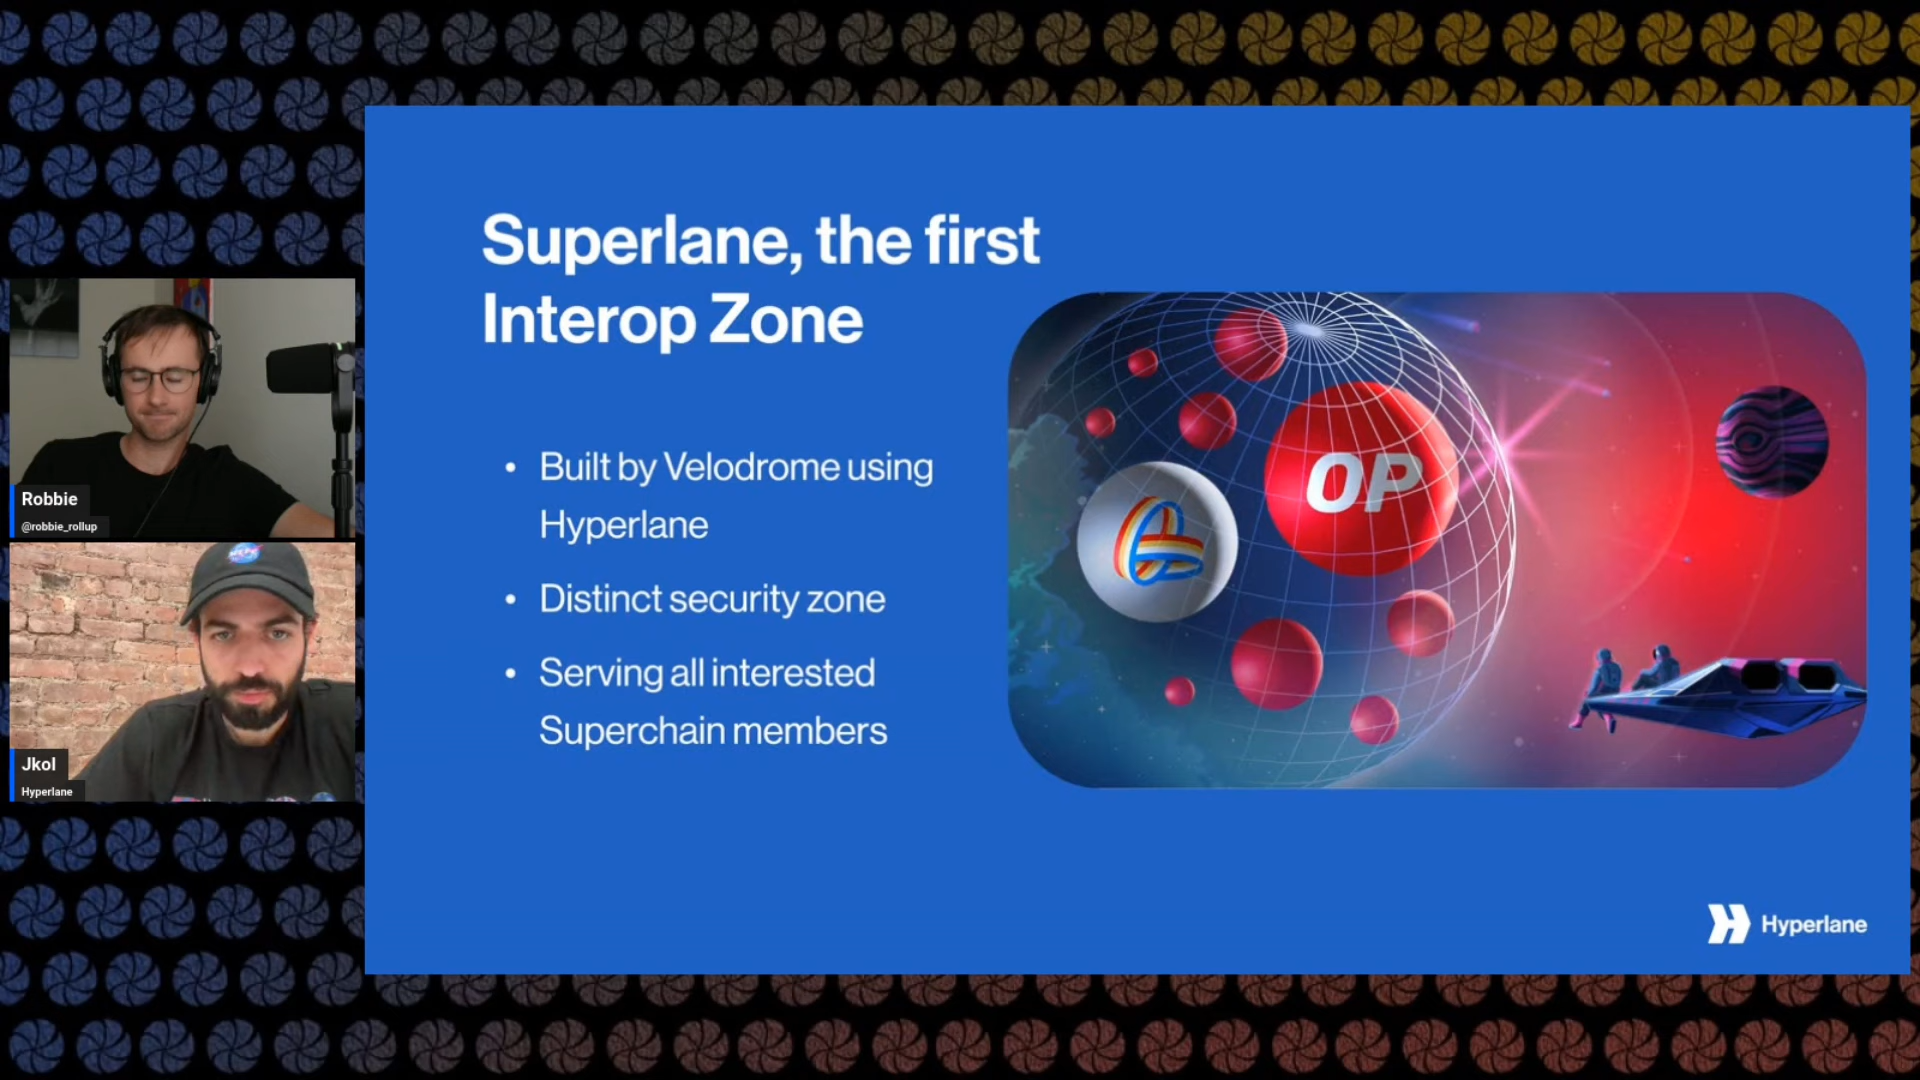 Superlane, the first
Interop Zone
• Built by Velodrome using
Hyperlane
• Distinct security zone
• Serving all interested
Superchain members
OP
Hyperlane
Robbie
@robbie_rollup
Jkol
Hyperlane